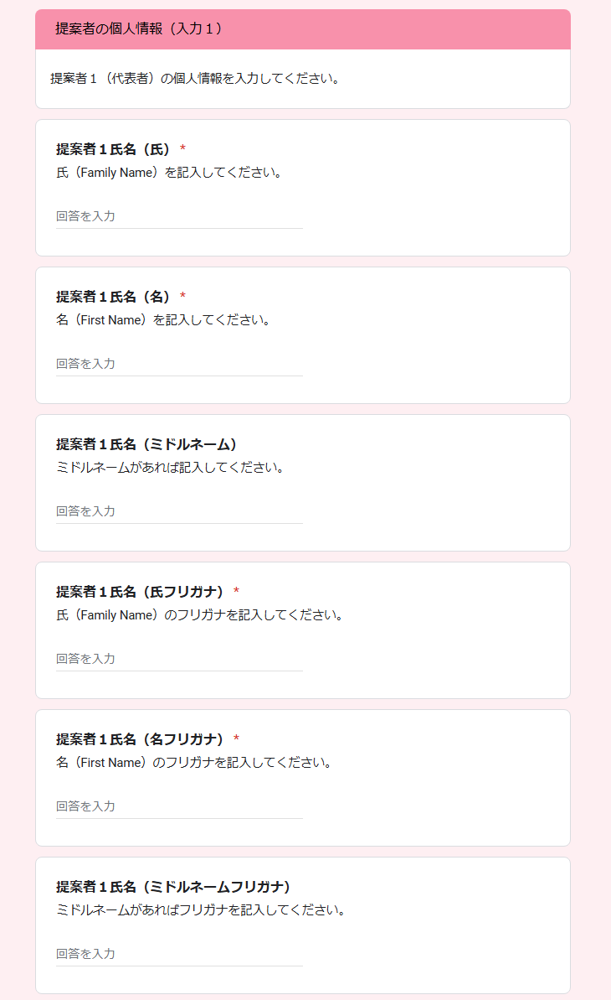 提案者の個人情報（入力１）
提案者１（代表者）の個人情報を入力してください。
提案者１氏名（氏） *
氏（Family Name）を記入してください。
回答を入力
提案者１氏名（名） *
名（First Name）を記入してください。
回答を入力
提案者１氏名（ミドルネーム）
ミドルネームがあれば記入してください。
回答を入力
提案者１氏名（氏フリガナ） *
氏（Family Name）のフリガナを記入してください。
回答を入力
提案者１氏名（名フリガナ） *
名（First Name）のフリガナを記入してください。
回答を入力
提案者１氏名（ミドルネームフリガナ）
ミドルネームがあればフリガナを記入してください。
回答を入力